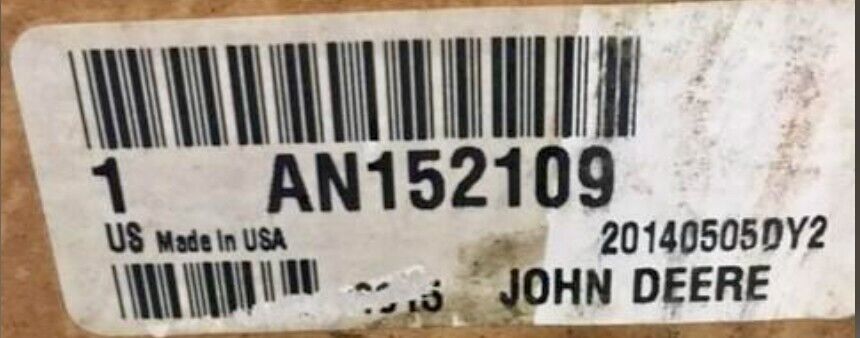 1 AN152109
US Made in USA 20140505DY2
JOHN DEERE